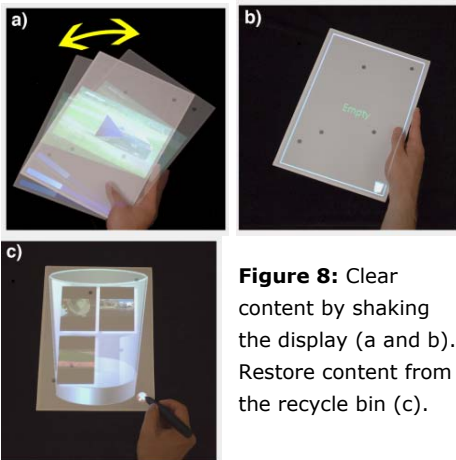 a)
b)
Empty
c)
Figure 8: Clear
content by shaking
the display (a and b).
Restore content from
the recycle bin (c).